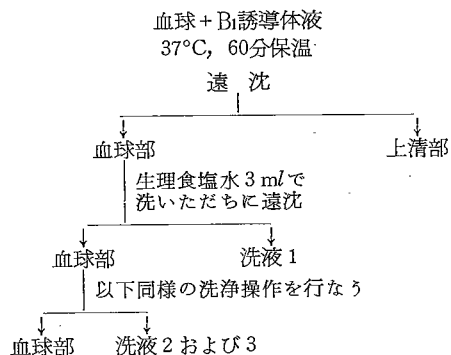 血球+B₁誘導体液
37°C, 60分保温
遠 沈
血球部
上清部
生理食塩水3mlで
洗いただちに遠沈
血球部
洗液1
以下同様の洗浄操作を行なう
血球部
洗液2および3